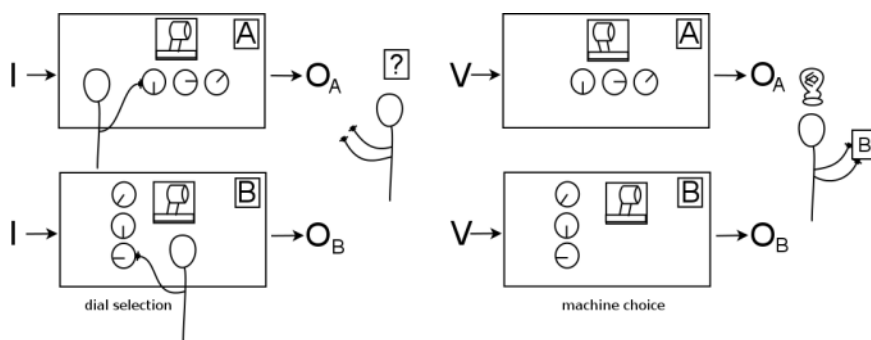 A
I
O_A
?
B
I
O_B
dial selection
A
V
O_A
B
B
V
O_B
machine choice